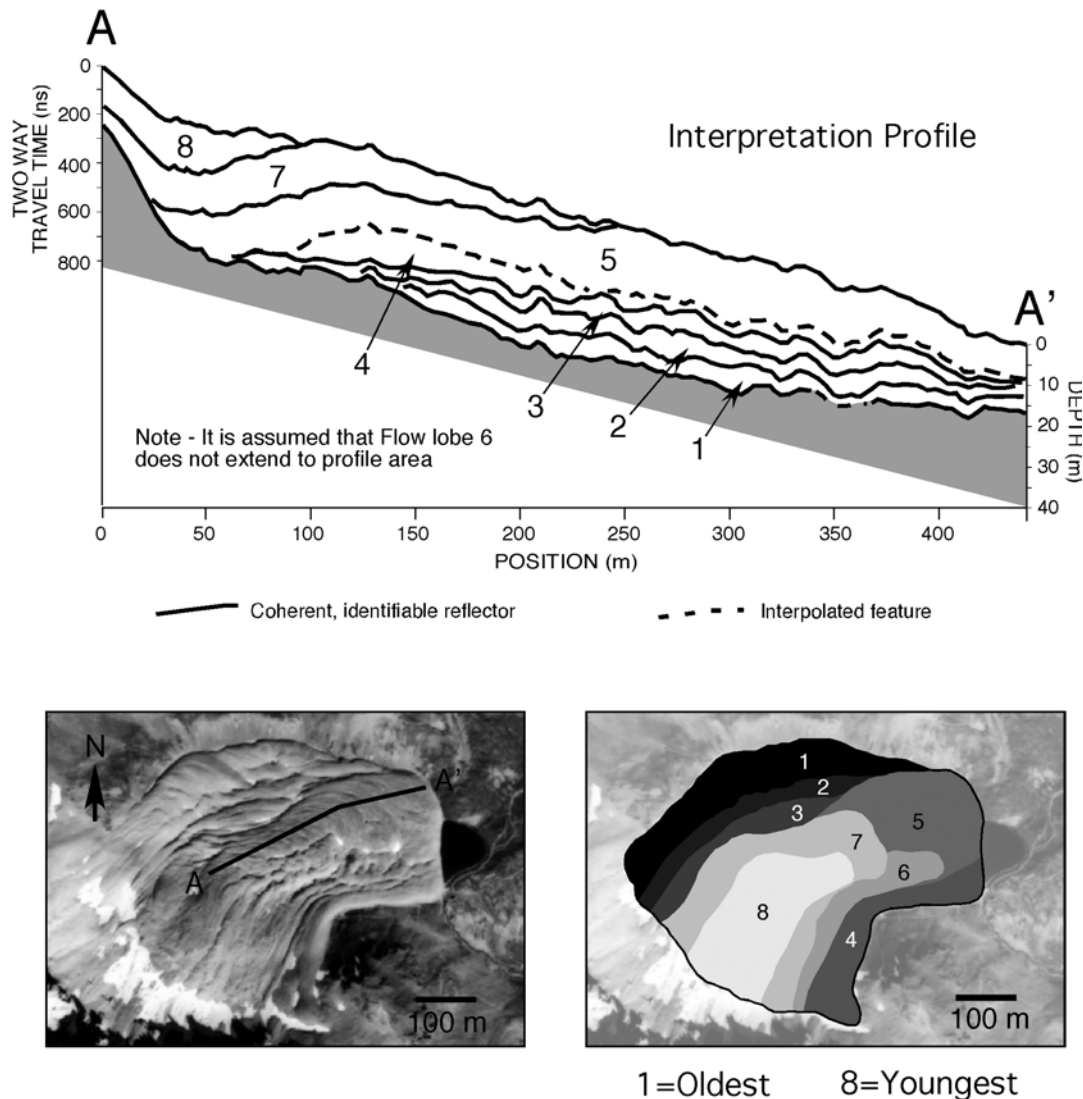 A
Interpretation Profile
TWO WAY
TRAVEL TIME (ns)
0
200
400
600
800
8
7
5
4
3
2
1
A'
0
10
20
30
40
DEPTH (m)
Note - It is assumed that Flow lobe 6
does not extend to profile area
0 50 100 150 200 250 300 350 400
POSITION (m)
Coherent, identifiable reflector
Interpolated feature
N
A
A'
100 m
1
2
3
5
7
6
8
4
100 m
1=Oldest 8=Youngest